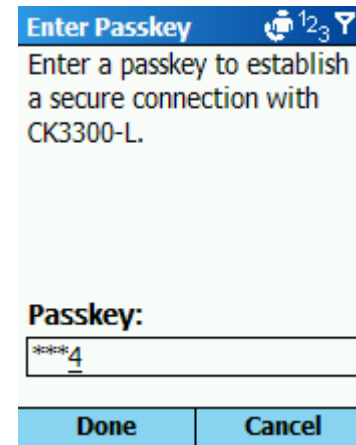 Enter Passkey 123
Enter a passkey to establish
a secure connection with
CK3300-L.
Passkey:
***4
Done Cancel